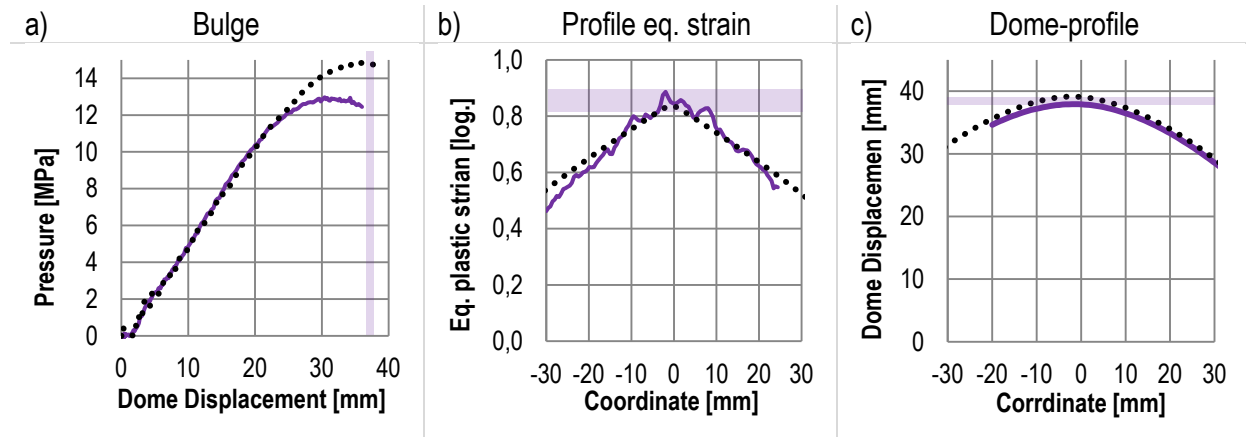 a) Bulge
Pressure [MPa]
14
12
10
8
6
4
2
0
0 10 20 30 40
Dome Displacement [mm]
b) Profile eq. strain
Eq. plastic strian [log.]
1,0
0,8
0,6
0,4
0,2
0,0
-30 -20 -10 0 10 20 30
Coordinate [mm]
c) Dome-profile
Dome Displacemen [mm]
40
30
20
10
0
-30 -20 -10 0 10 20 30
Corrdinate [mm]